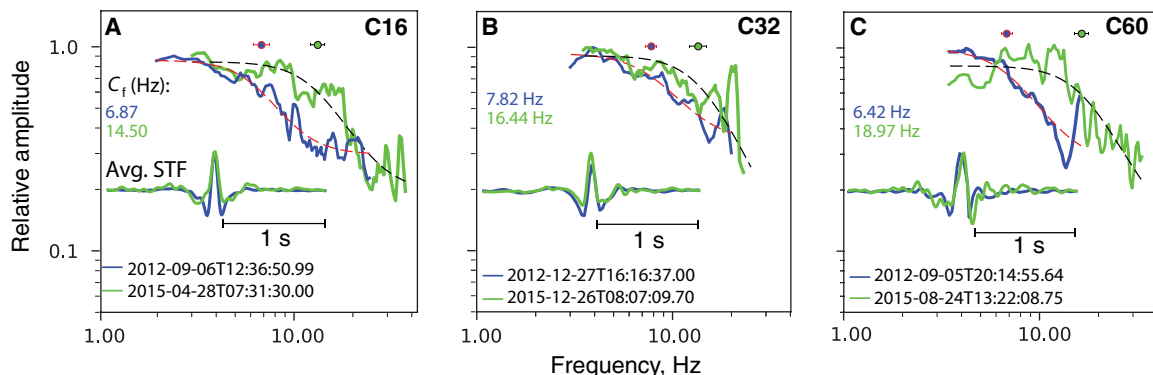 A C16
1.0
C_f (Hz):
6.87
14.50
Avg. STF
1 s
0.1
2012-09-06T12:36:50.99
2015-04-28T07:31:30.00
1.00 10.00
Relative amplitude
B C32
7.82 Hz
16.44 Hz
1 s
2012-12-27T16:16:37.00
2015-12-26T08:07:09.70
1.00 10.00
C C60
6.42 Hz
18.97 Hz
1 s
2012-09-05T20:14:55.64
2015-08-24T13:22:08.75
1.00 10.00
Frequency, Hz